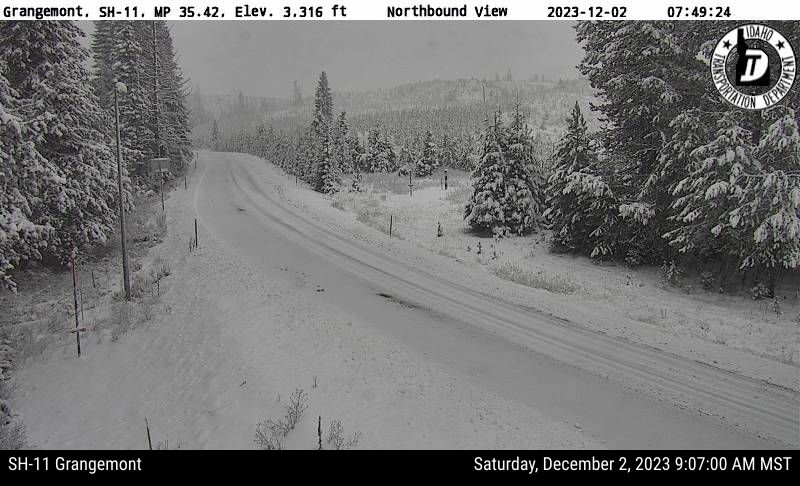 Grangemont, SH-11, MP 35.42, Elev. 3,316 ft Northbound View 2023-12-02 07:49:24
IDAHO
TRANSPORTATION DEPARTMENT
SH-11 Grangemont Saturday, December 2, 2023 9:07:00 AM MST